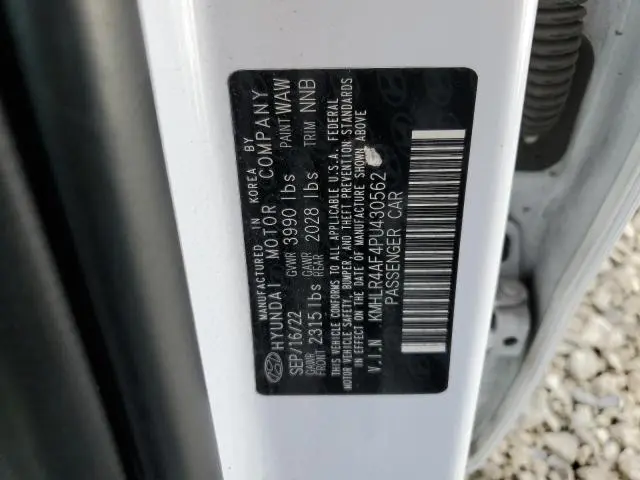 MANUFACTURED IN KOREA BY
HYUNDAI MOTOR COMPANY
SEP/16/22 GVWR 3990 lbs PAINT WAW
GAWR FRONT 2315 lbs GAWR REAR 2028 lbs TRIM NNB
THIS VEHICLE CONFORMS TO ALL APPLICABLE U.S.A. FEDERAL
MOTOR VEHICLE SAFETY, BUMPER, AND THEFT PREVENTION STANDARDS
IN EFFECT ON THE DATE OF MANUFACTURE SHOWN ABOVE
V.I.N KMHLR4AF4PU430562
PASSENGER CAR